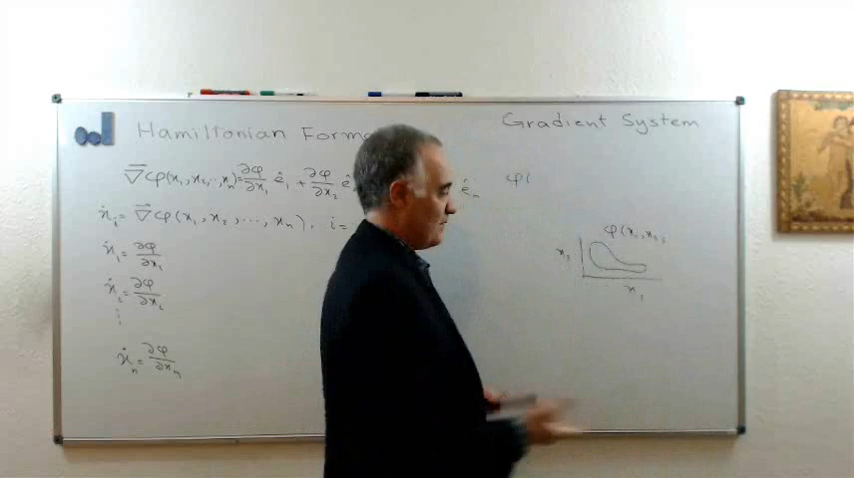 Hamiltonian Forma
Gradient System
∇⃗φ(x₁,x₂,...,xₙ)=∂φ/∂x₁ ê₁ + ∂φ/∂x₂ ê
êₙ
φ(
ẋᵢ = ∇⃗φ(x₁,x₂,...,xₙ), i=
φ(x₁,x₂)
x₂
x₁
ẋ₁=∂φ/∂x₁
ẋ₂=∂φ/∂x₂
⋮
ẋₙ=∂φ/∂xₙ